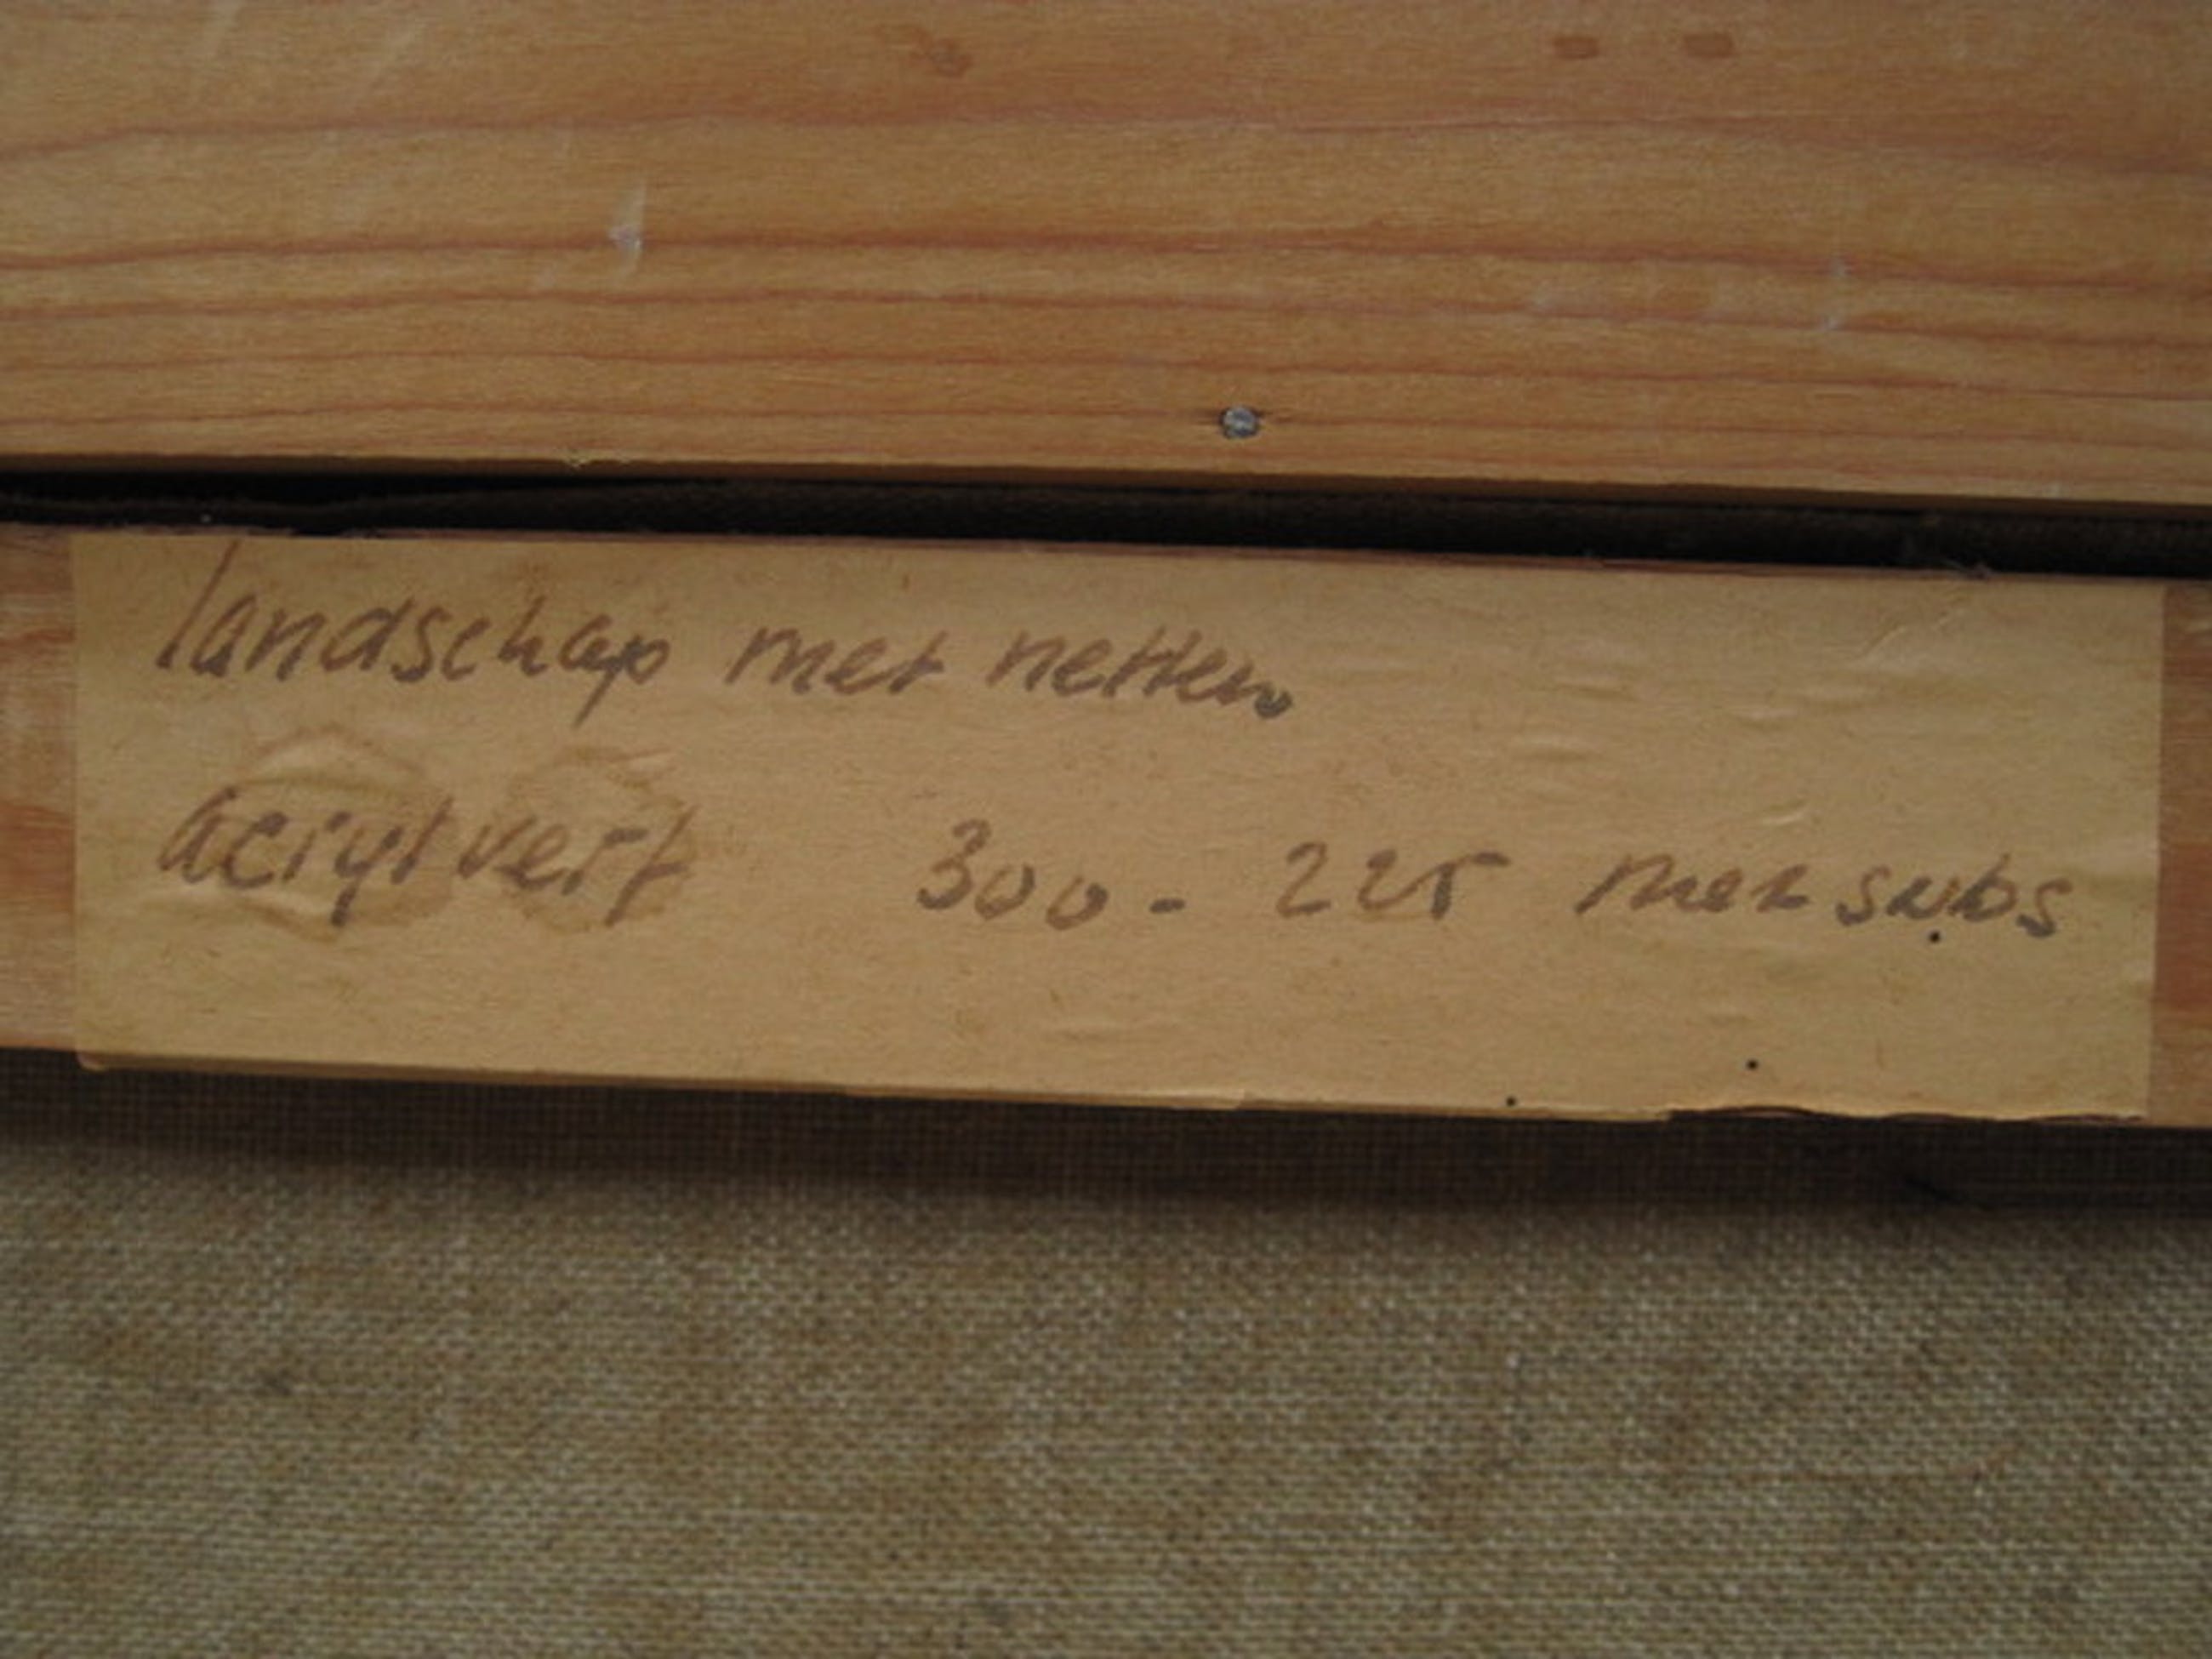 landschap met netten
acrylverf 300 - 225 met subs